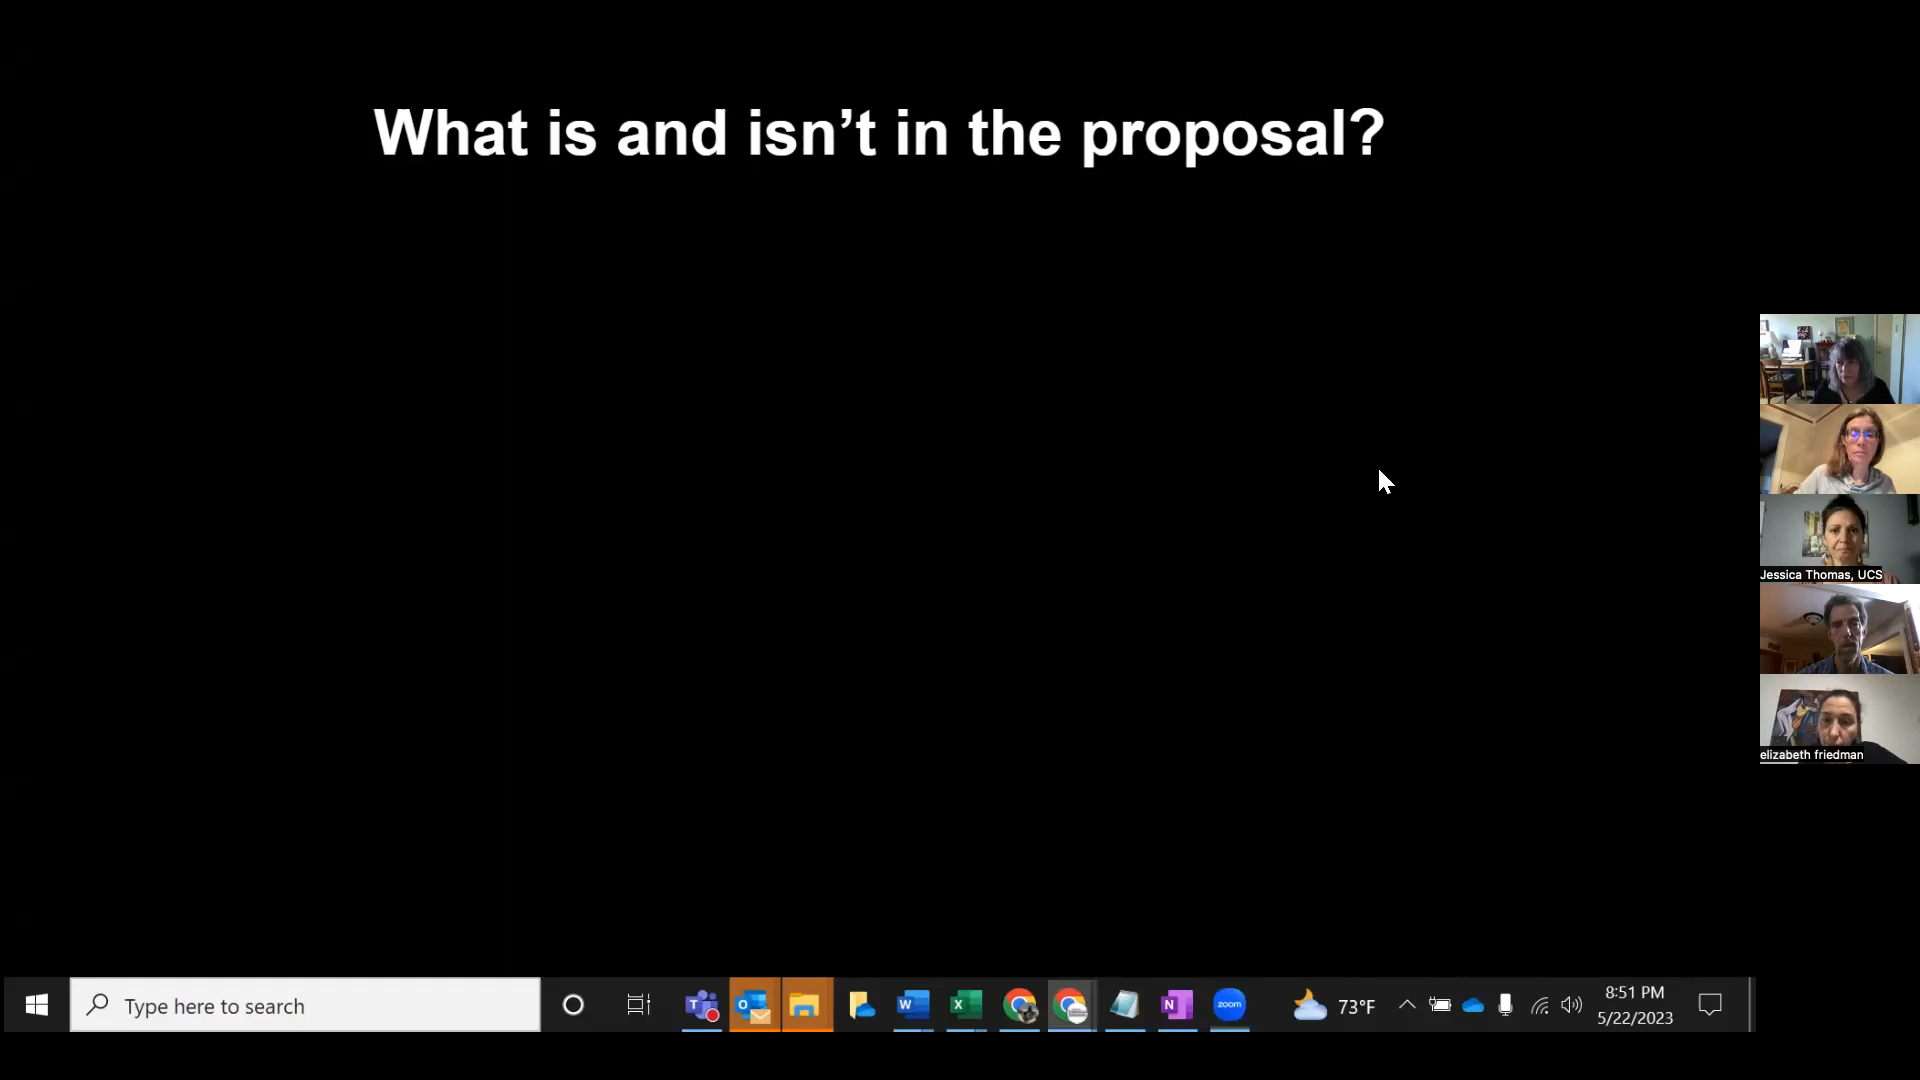 What is and isn’t in the proposal?
Jessica Thomas, UCS
elizabeth friedman
Type here to search
T
O
W
X
N
zoom
73°F
8:51 PM
5/22/2023